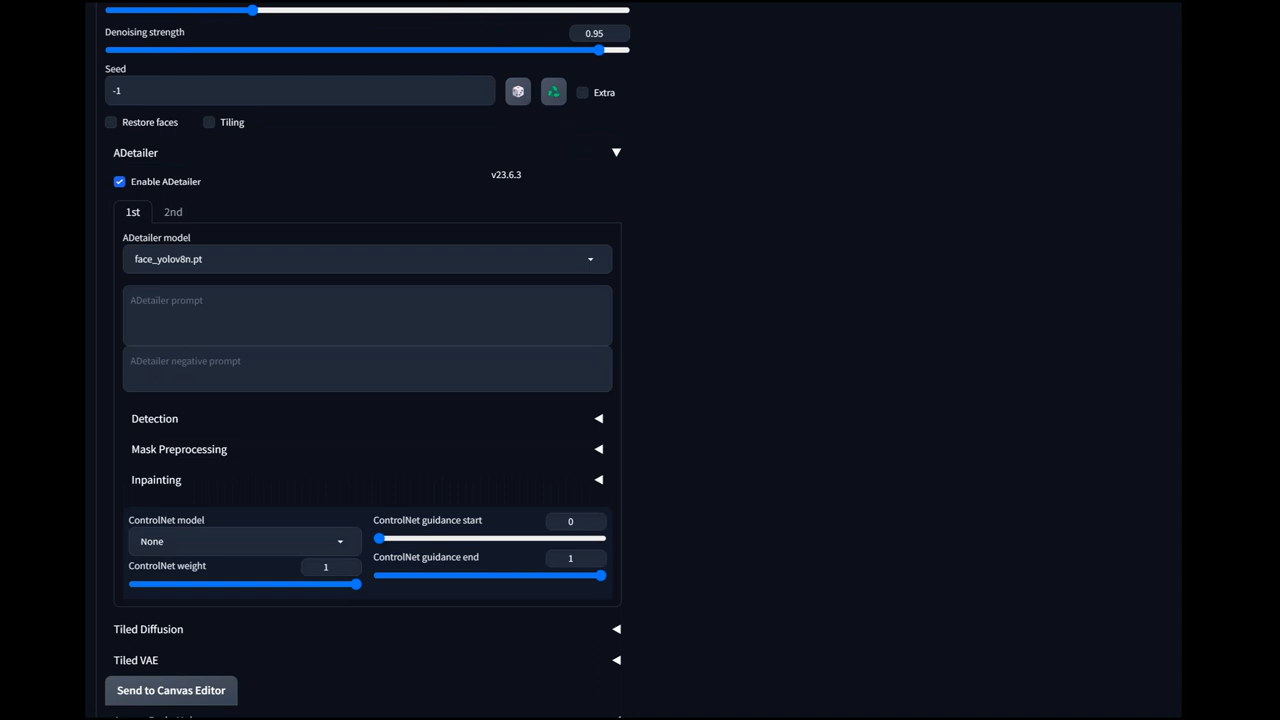 Denoising strength
0.95
Seed
-1
Extra
Restore faces
Tiling
ADetailer
Enable ADetailer
v23.6.3
1st
2nd
ADetailer model
face_yolov8n.pt
ADetailer prompt
ADetailer negative prompt
Detection
Mask Preprocessing
Inpainting
ControlNet model
None
ControlNet weight
1
ControlNet guidance start
0
ControlNet guidance end
1
Tiled Diffusion
Tiled VAE
Send to Canvas Editor